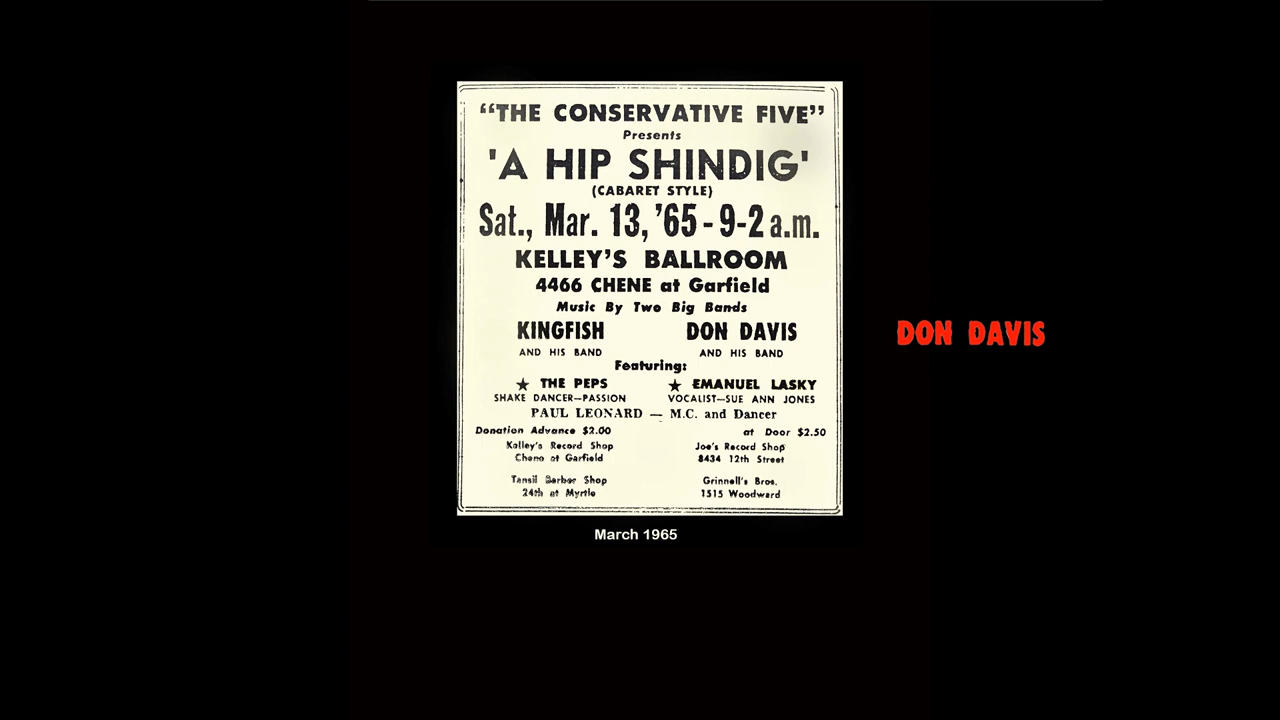 “THE CONSERVATIVE FIVE”
Presents
'A HIP SHINDIG'
(CABARET STYLE)
Sat., Mar. 13, '65 - 9-2 a.m.
KELLEY'S BALLROOM
4466 CHENE at Garfield
Music By Two Big Bands
KINGFISH DON DAVIS
AND HIS BAND AND HIS BAND
Featuring:
★ THE PEPS ★ EMANUEL LASKY
SHAKE DANCER—PASSION VOCALIST—SUE ANN JONES
PAUL LEONARD — M.C. and Dancer
Donation Advance $2.00 at Door $2.50
Kelley's Record Shop Joe's Record Shop
Chene at Garfield 8434 12th Street
Tansil Barber Shop Grinnell's Bros.
24th at Myrtle 1515 Woodward
March 1965
DON DAVIS